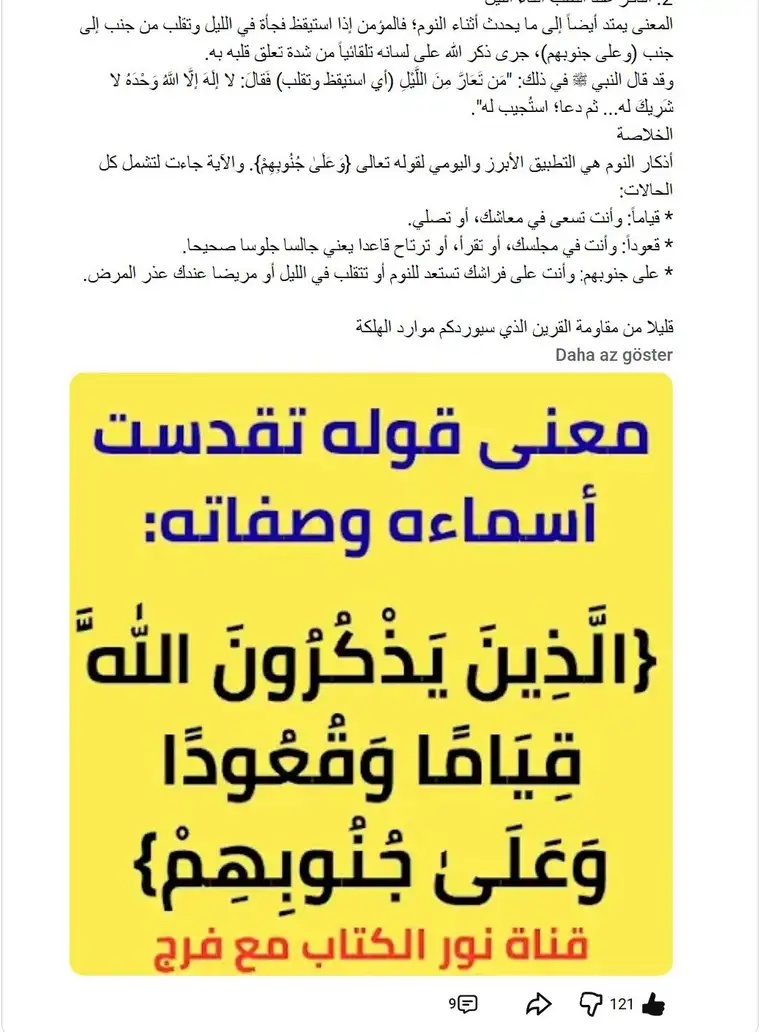 المعنى يمتد أيضاً إلى ما يحدث أثناء النوم؛ فالمؤمن إذا استيقظ فجأة في الليل وتقلب من جنب إلى
جنب (وعلى جنوبهم)، جرى ذكر الله على لسانه تلقائياً من شدة تعلق قلبه به.
وقد قال النبي ﷺ في ذلك: "مَن تَعَارَّ مِنَ اللَّيْلِ (أي استيقظ وتقلب) فَقالَ: لا إلَهَ إلَّا اللَّهُ وَحْدَهُ لا
شَرِيكَ له... ثم دعا؛ استُجيب له".
الخلاصة
أذكار النوم هي التطبيق الأبرز واليومي لقوله تعالى {وَعَلَىٰ جُنُوبِهِمْ}. والآية جاءت لتشمل كل
الحالات:
* قياماً: وأنت تسعى في معاشك، أو تصلي.
* قعوداً: وأنت في مجلسك، أو تقرأ، أو ترتاح قاعدا يعني جالسا جلوسا صحيحا.
* على جنوبهم: وأنت على فراشك تستعد للنوم أو تتقلب في الليل أو مريضا عندك عذر المرض.
قليلا من مقاومة القرين الذي سيوردكم موارد الهلكة
Daha az göster
معنى قوله تقدست
أسماءه وصفاته:
{الَّذِينَ يَذْكُرُونَ اللَّهَ
قِيَامًا وَقُعُودًا
وَعَلَىٰ جُنُوبِهِمْ}
قناة نور الكتاب مع فرج
121
9